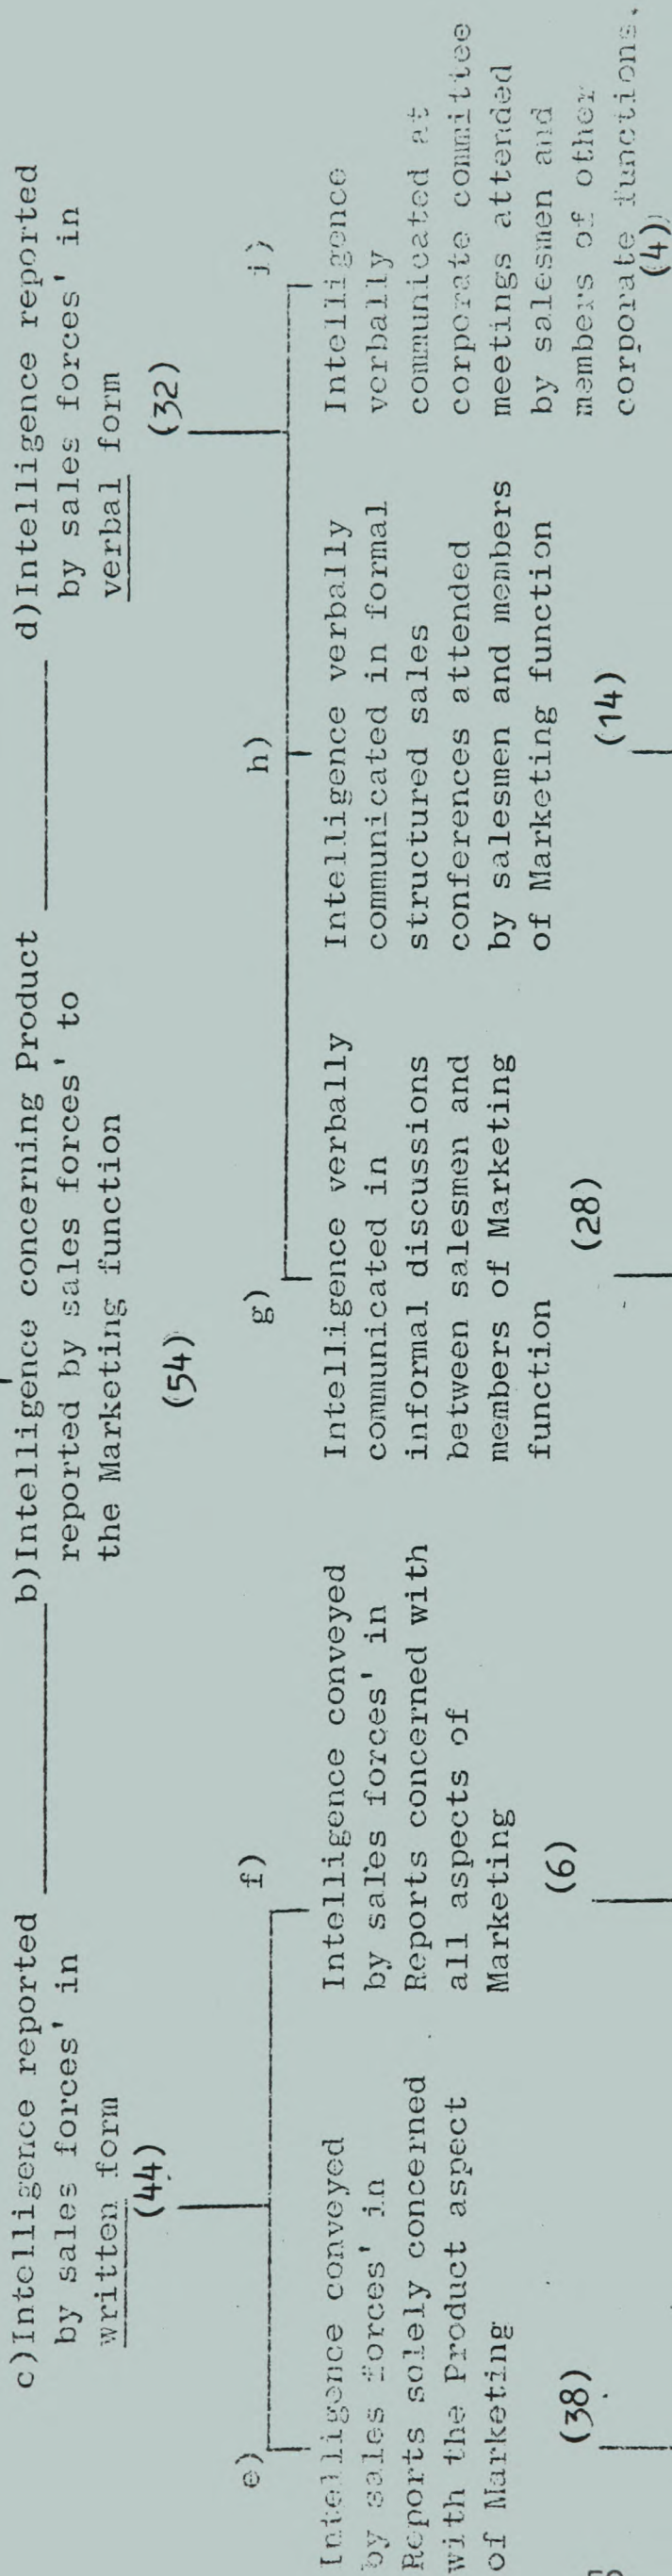 c)Intelligence reported
by sales forces' in
written form
(44)
b)Intelligence concerning Product
reported by sales forces' to
the Marketing function
(54)
d)Intelligence reported
by sales forces' in
verbal form
(32)
e)
Intelligence conveyed
by sales forces' in
Reports solely concerned
with the Product aspect
of Marketing
(38)
f)
Intelligence conveyed
by sales forces' in
Reports concerned with
all aspects of
Marketing
(6)
g)
Intelligence verbally
communicated in
informal discussions
between salesmen and
members of Marketing
function
(28)
h)
Intelligence verbally
communicated in formal
structured sales
conferences attended
by salesmen and members
of Marketing function
(14)
i)
Intelligence
verbally
communicated at
corporate committee
meetings attended
by salesmen and
members of other
corporate functions.
(4)